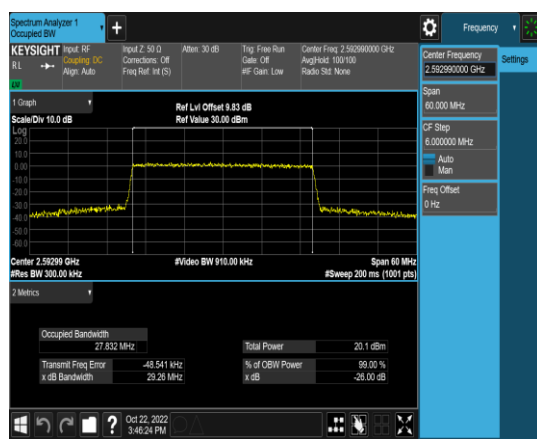 Spectrum Analyzer 1
Occupied BW
+
Frequency
KEYSIGHT
RL
Input: RF
Coupling: DC
Align: Auto
Input Z: 50 Ω
Corrections: Off
Freq Ref: Int (S)
Atten: 30 dB
Trig: Free Run
Gate: Off
#IF Gain: Low
Center Freq: 2.592990000 GHz
Avg|Hold: 100/100
Radio Std: None
Center Frequency
2.592990000 GHz
Settings
Span
60.000 MHz
CF Step
6.000000 MHz
Auto
Man
Freq Offset
0 Hz
1 Graph
Scale/Div 10.0 dB
Ref Lvl Offset 9.83 dB
Ref Value 30.00 dBm
Log
20.0
10.0
0.00
-10.0
-20.0
-30.0
-40.0
-50.0
-60.0
Center 2.59299 GHz
#Res BW 300.00 kHz
#Video BW 910.00 kHz
Span 60 MHz
#Sweep 200 ms (1001 pts)
2 Metrics
Occupied Bandwidth
27.832 MHz
Total Power 20.1 dBm
Transmit Freq Error -48.541 kHz
% of OBW Power 99.00 %
x dB Bandwidth 29.26 MHz
x dB -26.00 dB
?
Oct 22, 2022
3:46:24 PM